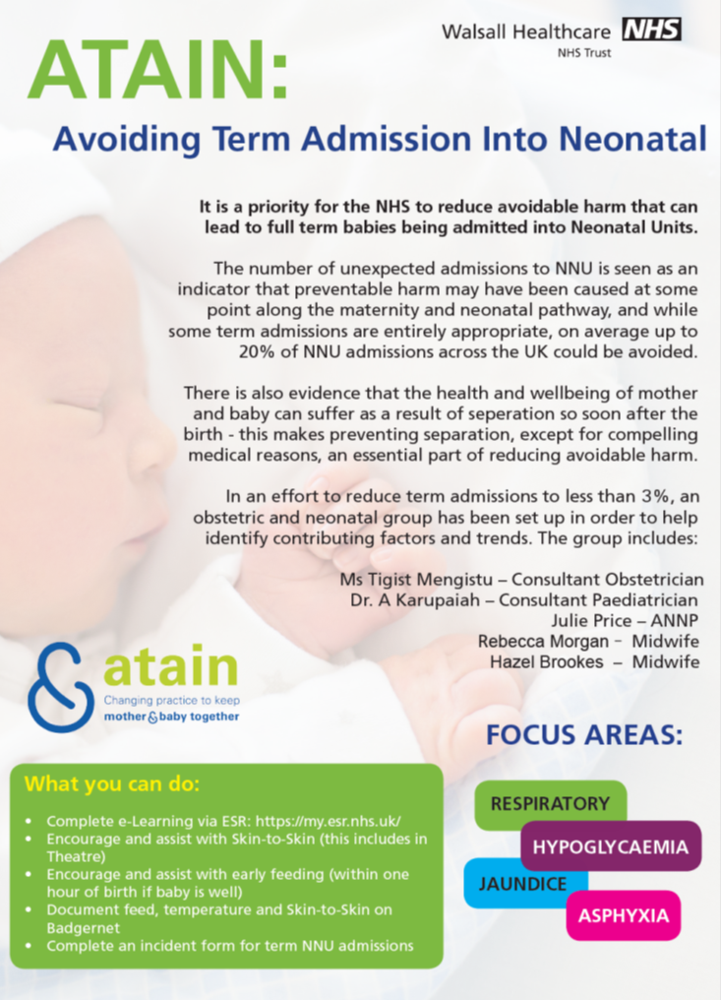 Walsall Healthcare NHS
NHS Trust
ATAIN:
Avoiding Term Admission Into Neonatal
It is a priority for the NHS to reduce avoidable harm that can
lead to full term babies being admitted into Neonatal Units.
The number of unexpected admissions to NNU is seen as an
indicator that preventable harm may have been caused at some
point along the maternity and neonatal pathway, and while
some term admissions are entirely appropriate, on average up to
20% of NNU admissions across the UK could be avoided.
There is also evidence that the health and wellbeing of mother
and baby can suffer as a result of seperation so soon after the
birth - this makes preventing separation, except for compelling
medical reasons, an essential part of reducing avoidable harm.
In an effort to reduce term admissions to less than 3%, an
obstetric and neonatal group has been set up in order to help
identify contributing factors and trends. The group includes:
Ms Tigist Mengistu – Consultant Obstetrician
Dr. A Karupaiah – Consultant Paediatrician
Julie Price – ANNP
Rebecca Morgan - Midwife
Hazel Brookes – Midwife
& atain
Changing practice to keep
mother & baby together
FOCUS AREAS:
RESPIRATORY
HYPOGLYCAEMIA
JAUNDICE
ASPHYXIA
What you can do:
• Complete e-Learning via ESR: https://my.esr.nhs.uk/
• Encourage and assist with Skin-to-Skin (this includes in
Theatre)
• Encourage and assist with early feeding (within one
hour of birth if baby is well)
• Document feed, temperature and Skin-to-Skin on
Badgernet
• Complete an incident form for term NNU admissions